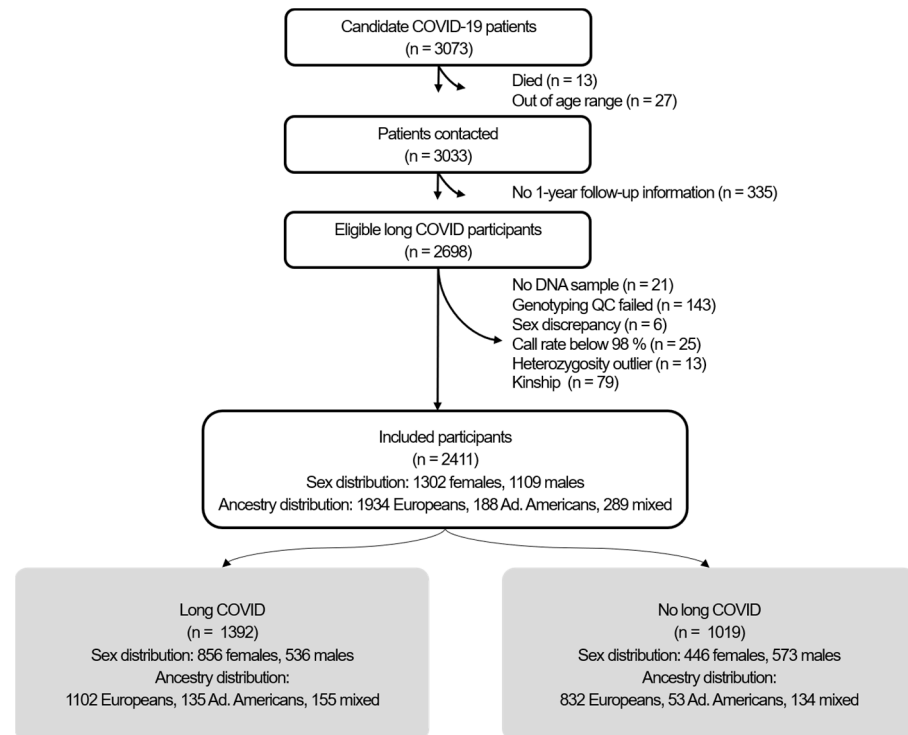 Candidate COVID-19 patients
(n = 3073)
Died (n = 13)
Out of age range (n = 27)
Patients contacted
(n = 3033)
No 1-year follow-up information (n = 335)
Eligible long COVID participants
(n = 2698)
No DNA sample (n = 21)
Genotyping QC failed (n = 143)
Sex discrepancy (n = 6)
Call rate below 98 % (n = 25)
Heterozygosity outlier (n = 13)
Kinship (n = 79)
Included participants
(n = 2411)
Sex distribution: 1302 females, 1109 males
Ancestry distribution: 1934 Europeans, 188 Ad. Americans, 289 mixed
Long COVID
(n = 1392)
Sex distribution: 856 females, 536 males
Ancestry distribution:
1102 Europeans, 135 Ad. Americans, 155 mixed
No long COVID
(n = 1019)
Sex distribution: 446 females, 573 males
Ancestry distribution:
832 Europeans, 53 Ad. Americans, 134 mixed